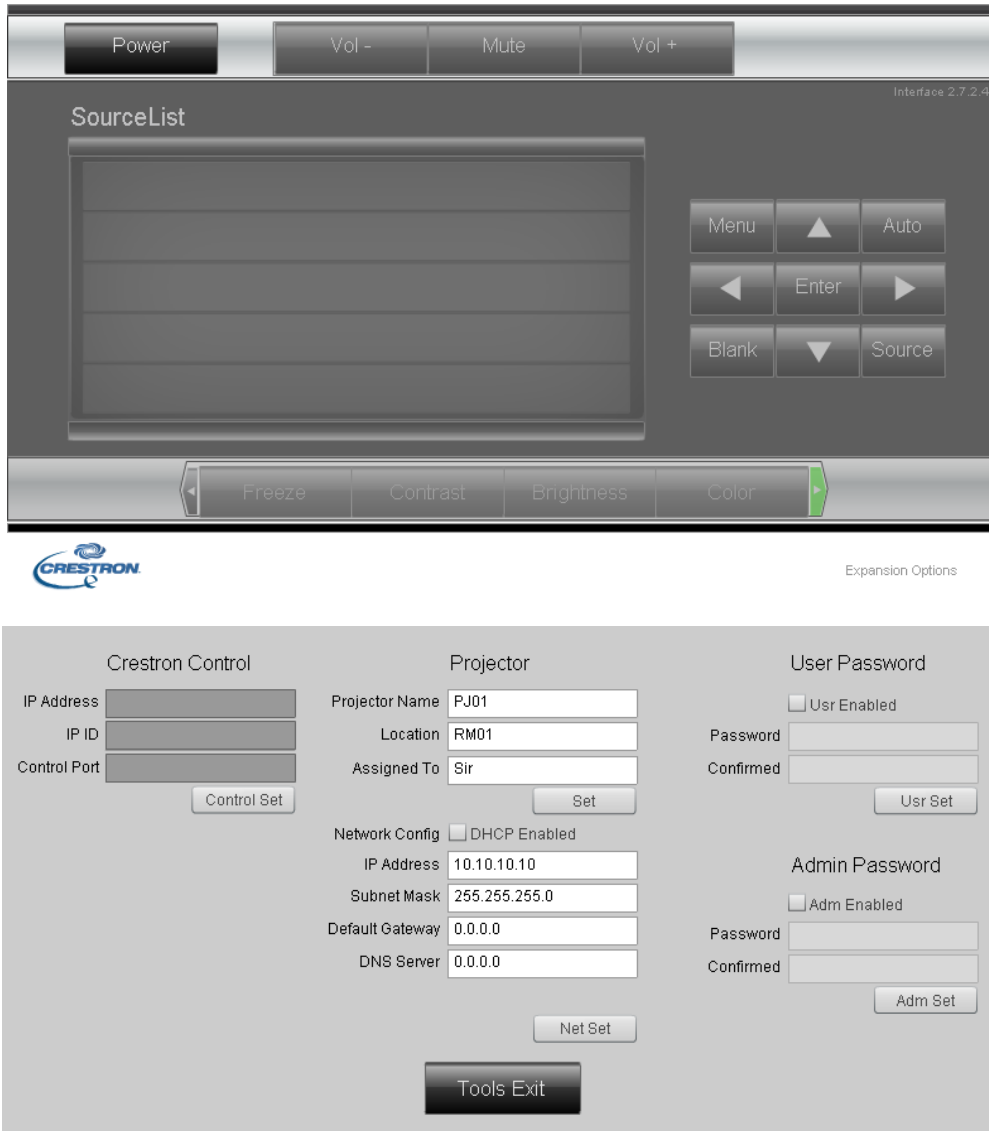 Power
Vol -
Mute
Vol +
Interface 2.7.2.4
SourceList
Menu
Auto
Enter
Blank
Source
Freeze
Contrast
Brightness
Color
CRESTRON
Expansion Options
Crestron Control
IP Address
IP ID
Control Port
Control Set
Projector
Projector Name PJ01
Location RM01
Assigned To Sir
Set
Network Config DHCP Enabled
IP Address 10.10.10.10
Subnet Mask 255.255.255.0
Default Gateway 0.0.0.0
DNS Server 0.0.0.0
Net Set
User Password
Usr Enabled
Password
Confirmed
Usr Set
Admin Password
Adm Enabled
Password
Confirmed
Adm Set
Tools Exit